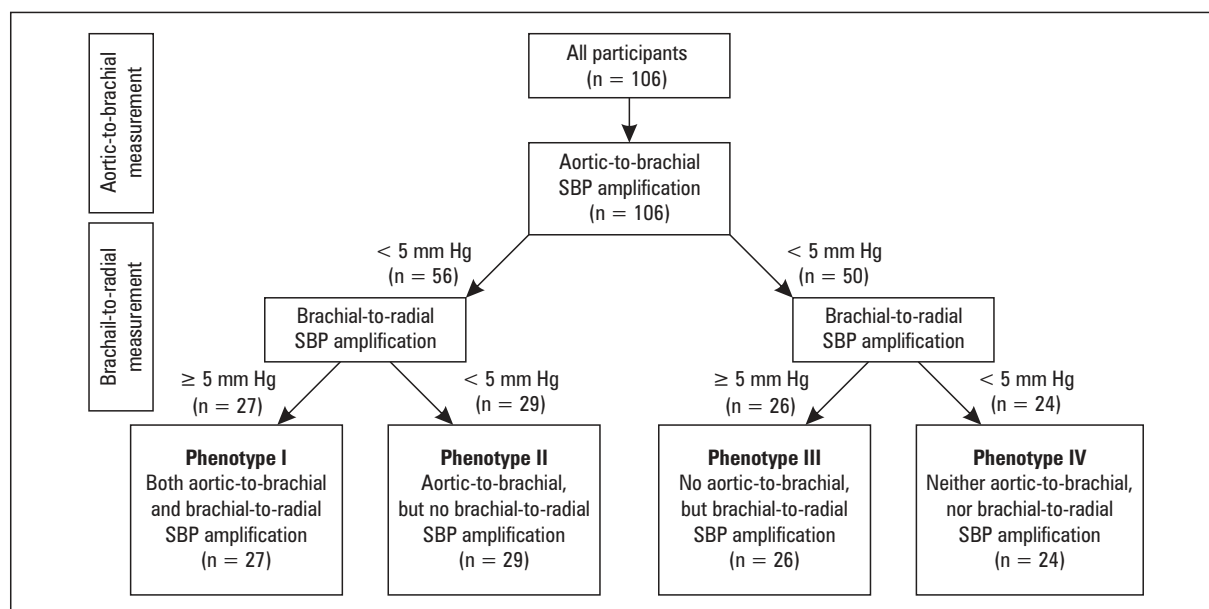 Aortic-to-brachial
measurement
Brachail-to-radial
measurement
All participants
(n = 106)
Aortic-to-brachial
SBP amplification
(n = 106)
< 5 mm Hg
(n = 56)
< 5 mm Hg
(n = 50)
Brachial-to-radial
SBP amplification
Brachial-to-radial
SBP amplification
≥ 5 mm Hg
(n = 27)
< 5 mm Hg
(n = 29)
≥ 5 mm Hg
(n = 26)
< 5 mm Hg
(n = 24)
Phenotype I
Both aortic-to-brachial
and brachial-to-radial
SBP amplification
(n = 27)
Phenotype II
Aortic-to-brachial,
but no brachial-to-radial
SBP amplification
(n = 29)
Phenotype III
No aortic-to-brachial,
but brachial-to-radial
SBP amplification
(n = 26)
Phenotype IV
Neither aortic-to-brachial,
nor brachial-to-radial
SBP amplification
(n = 24)